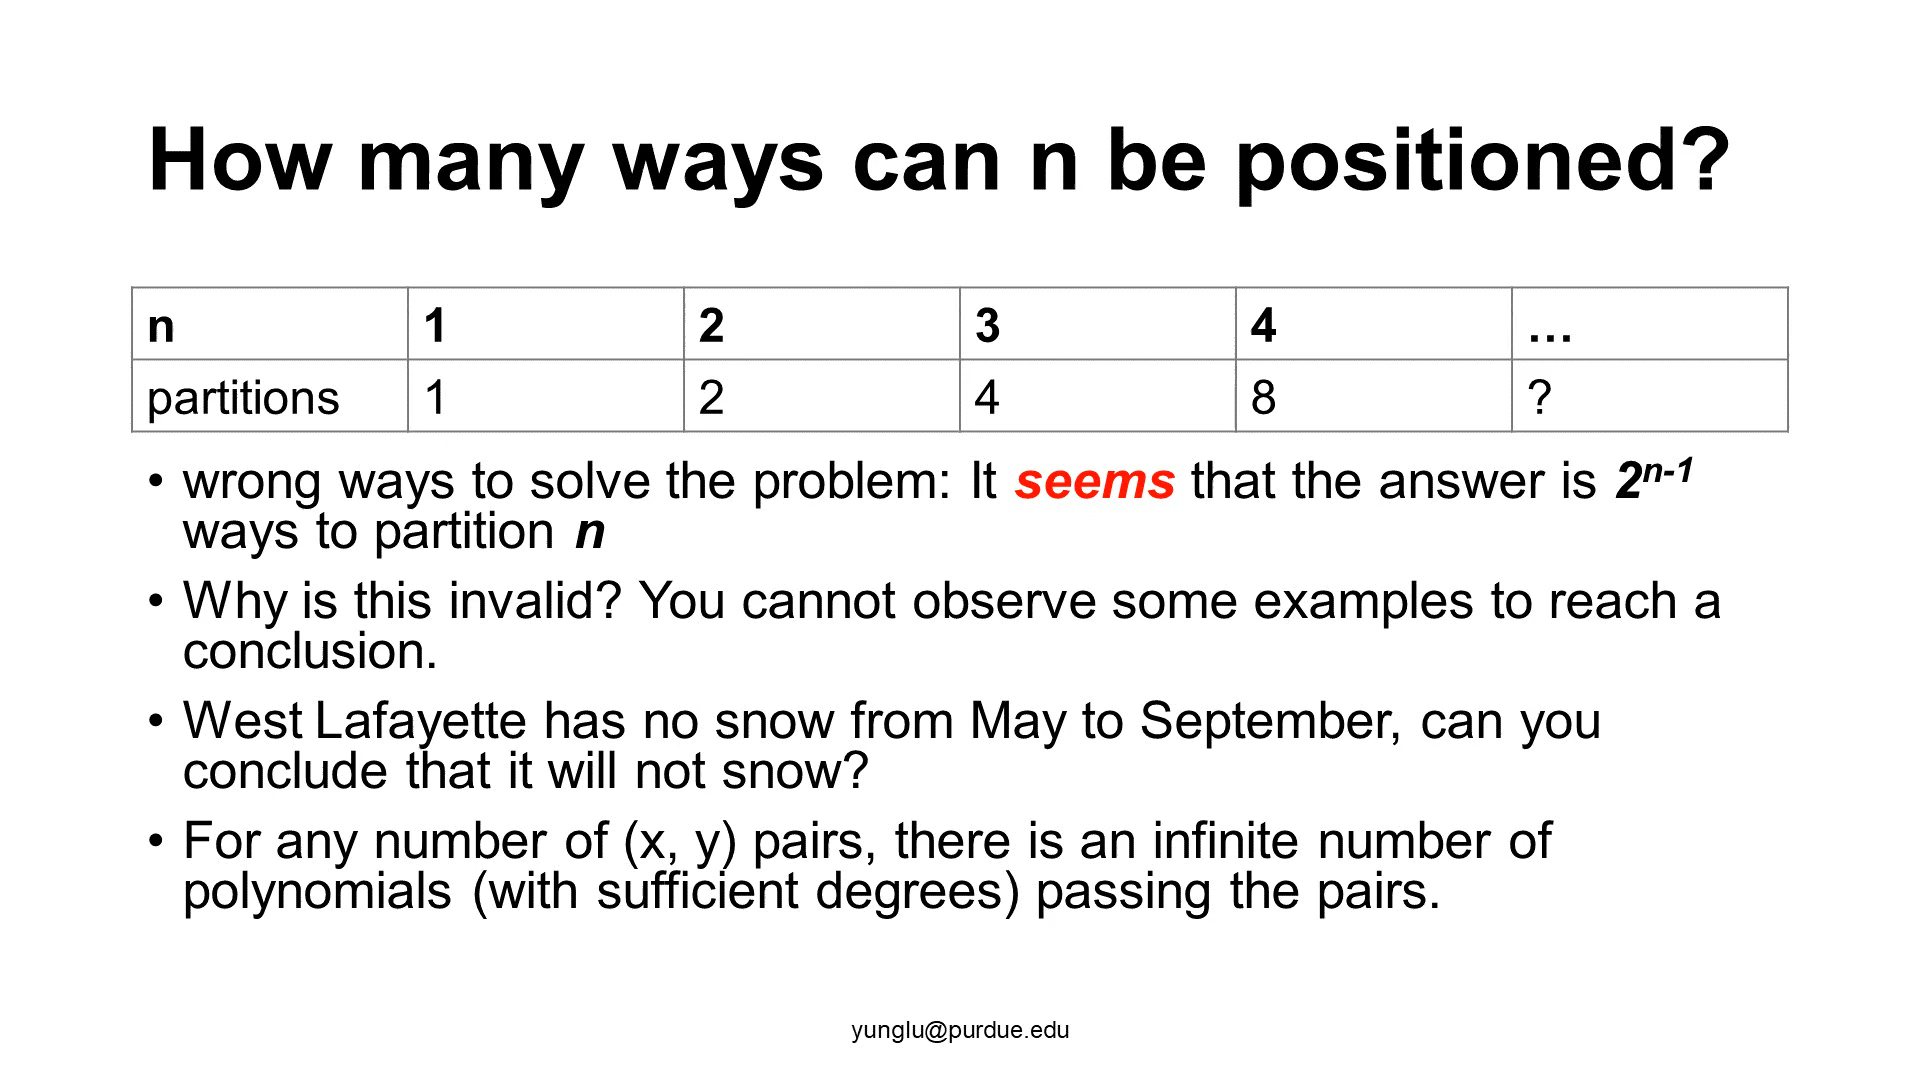 How many ways can n be positioned?
n 1 2 3 4 …
partitions 1 2 4 8 ?
• wrong ways to solve the problem: It seems that the answer is 2ⁿ⁻¹
ways to partition n
• Why is this invalid? You cannot observe some examples to reach a
conclusion.
• West Lafayette has no snow from May to September, can you
conclude that it will not snow?
• For any number of (x, y) pairs, there is an infinite number of
polynomials (with sufficient degrees) passing the pairs.
yunglu@purdue.edu